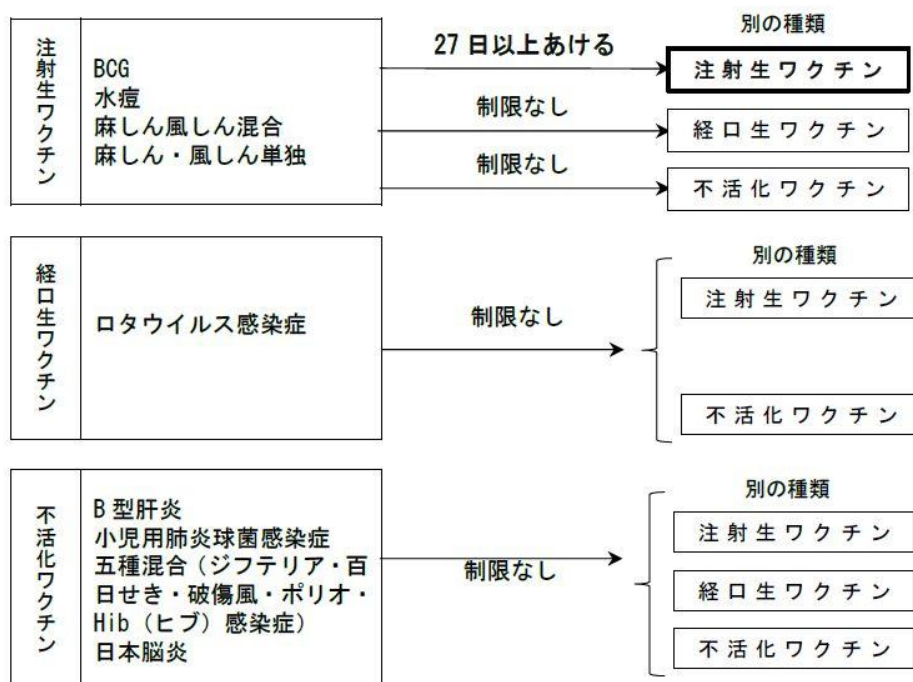 注射生ワクチン
BCG
水痘
麻しん風しん混合
麻しん・風しん単独
27日以上あける
制限なし
制限なし
別の種類
注射生ワクチン
経口生ワクチン
不活化ワクチン
経口生ワクチン
ロタウイルス感染症
制限なし
別の種類
注射生ワクチン
不活化ワクチン
不活化ワクチン
B型肝炎
小児用肺炎球菌感染症
五種混合（ジフテリア・百
日せき・破傷風・ポリオ・
Hib（ヒブ）感染症）
日本脳炎
制限なし
別の種類
注射生ワクチン
経口生ワクチン
不活化ワクチン